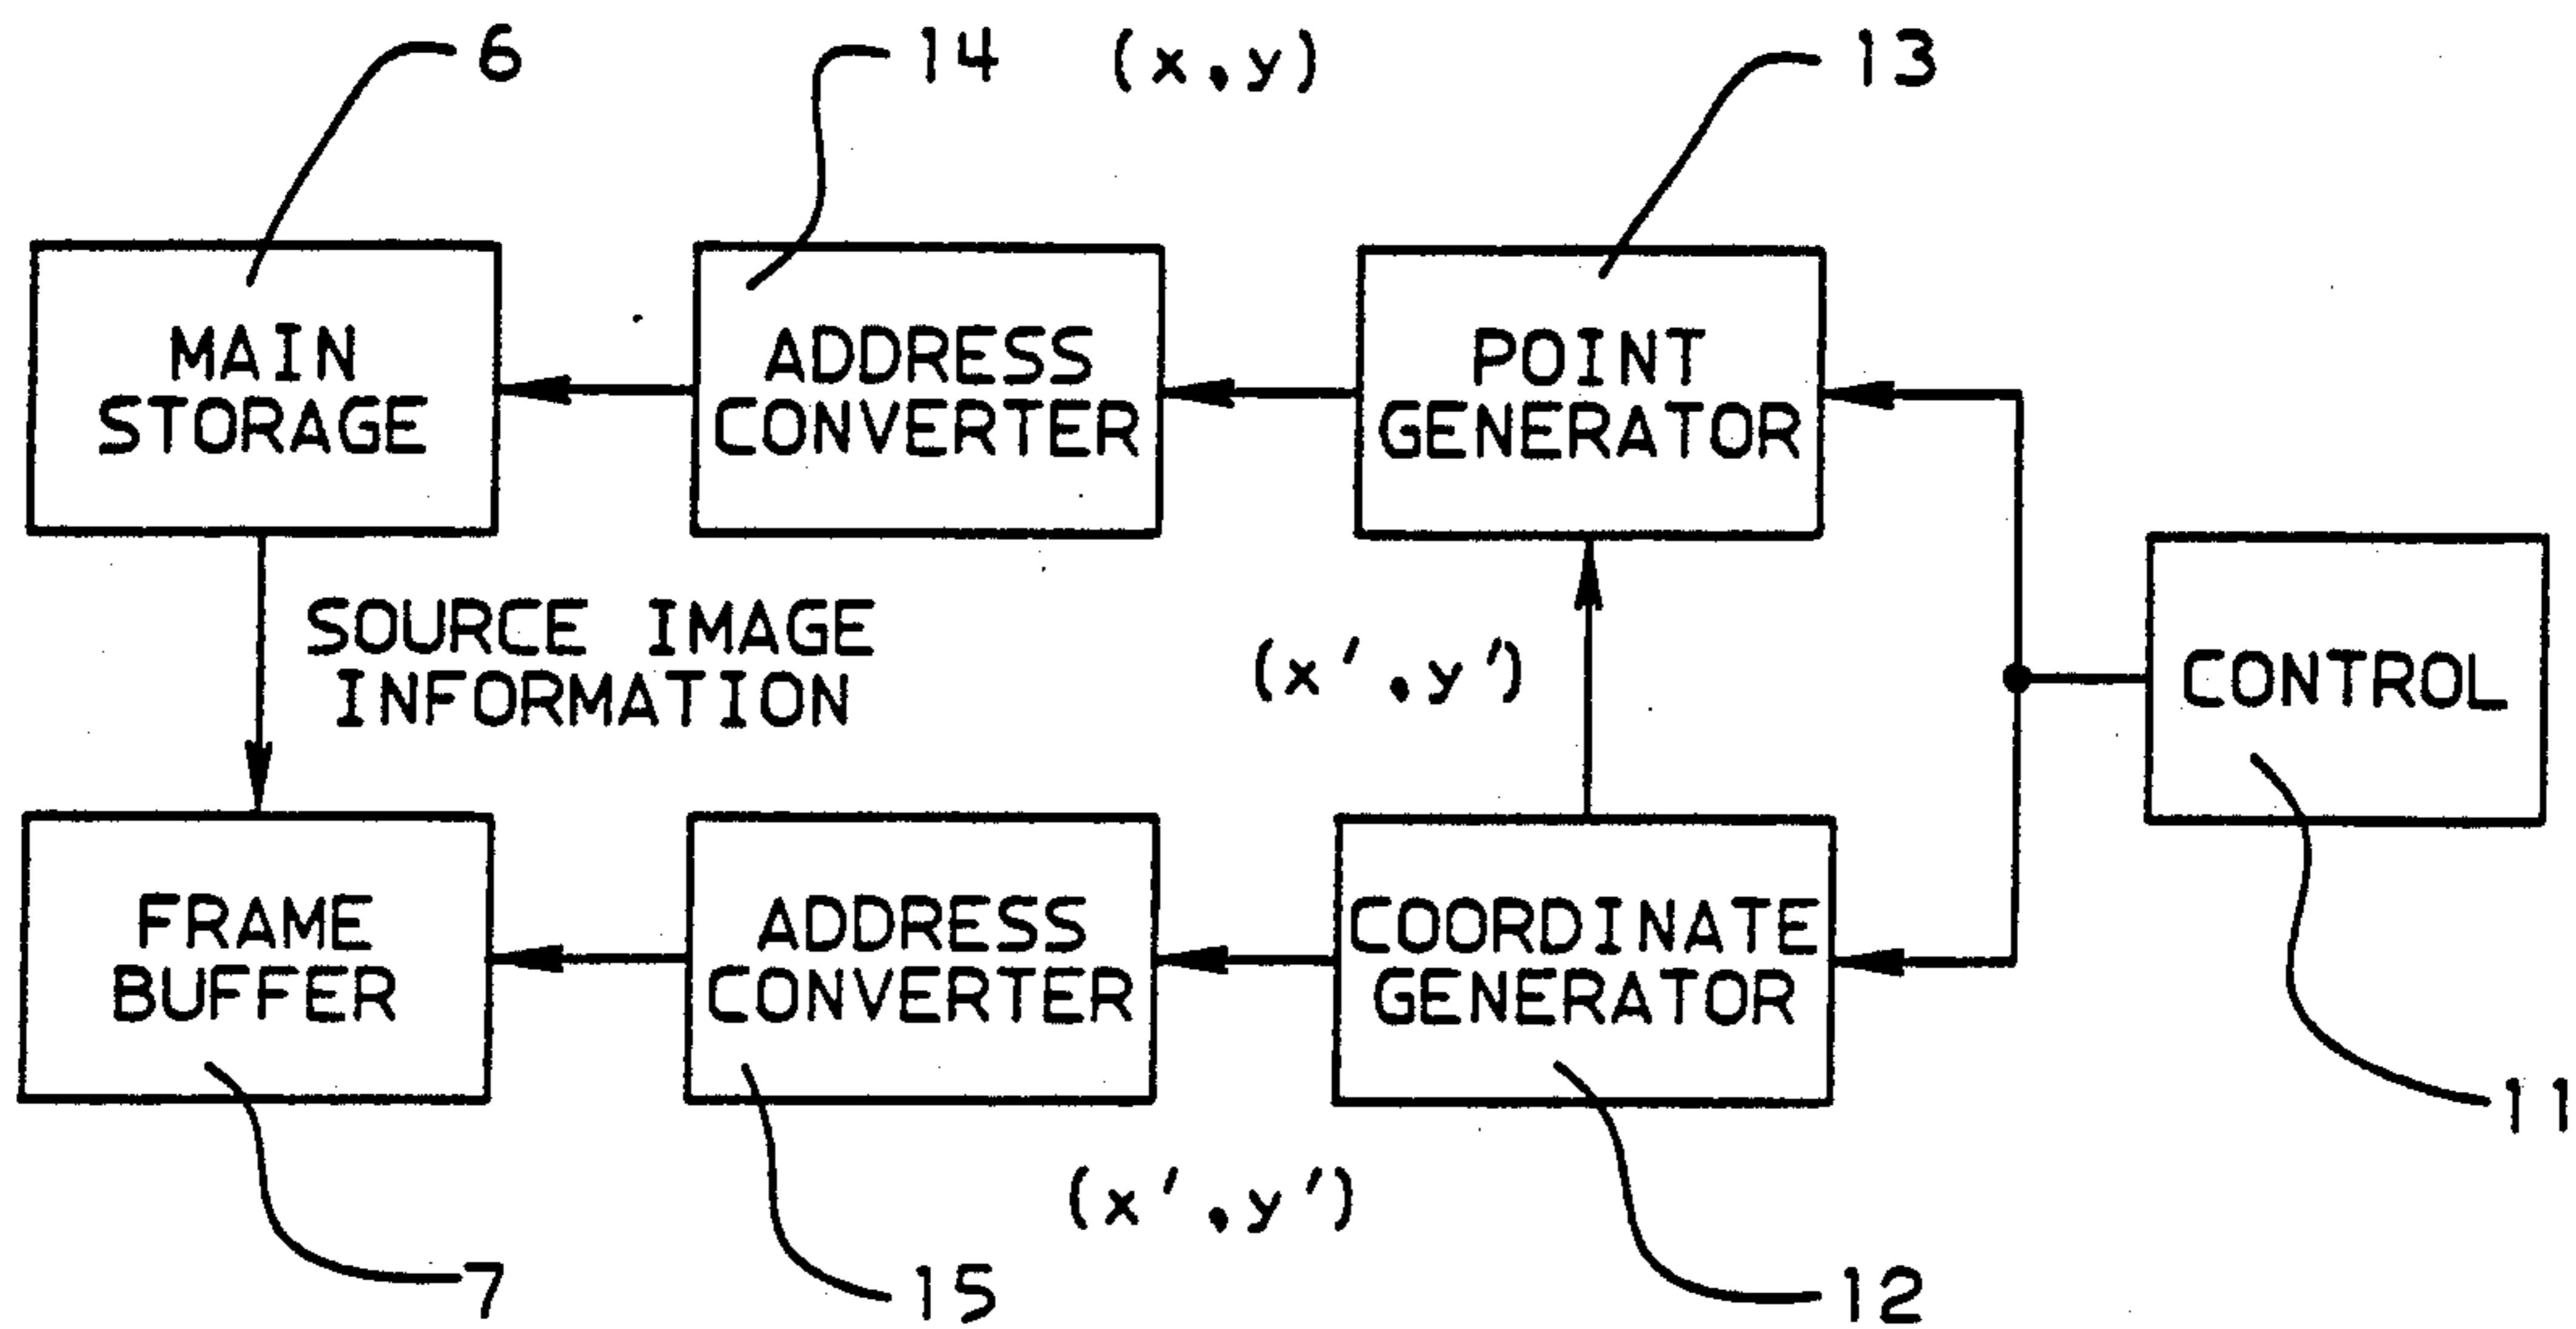 6
14
(x,y)
13
MAIN
STORAGE
ADDRESS
CONVERTER
POINT
GENERATOR
SOURCE IMAGE
INFORMATION
(x',y')
CONTROL
FRAME
BUFFER
ADDRESS
CONVERTER
COORDINATE
GENERATOR
11
(x',y')
7
15
12